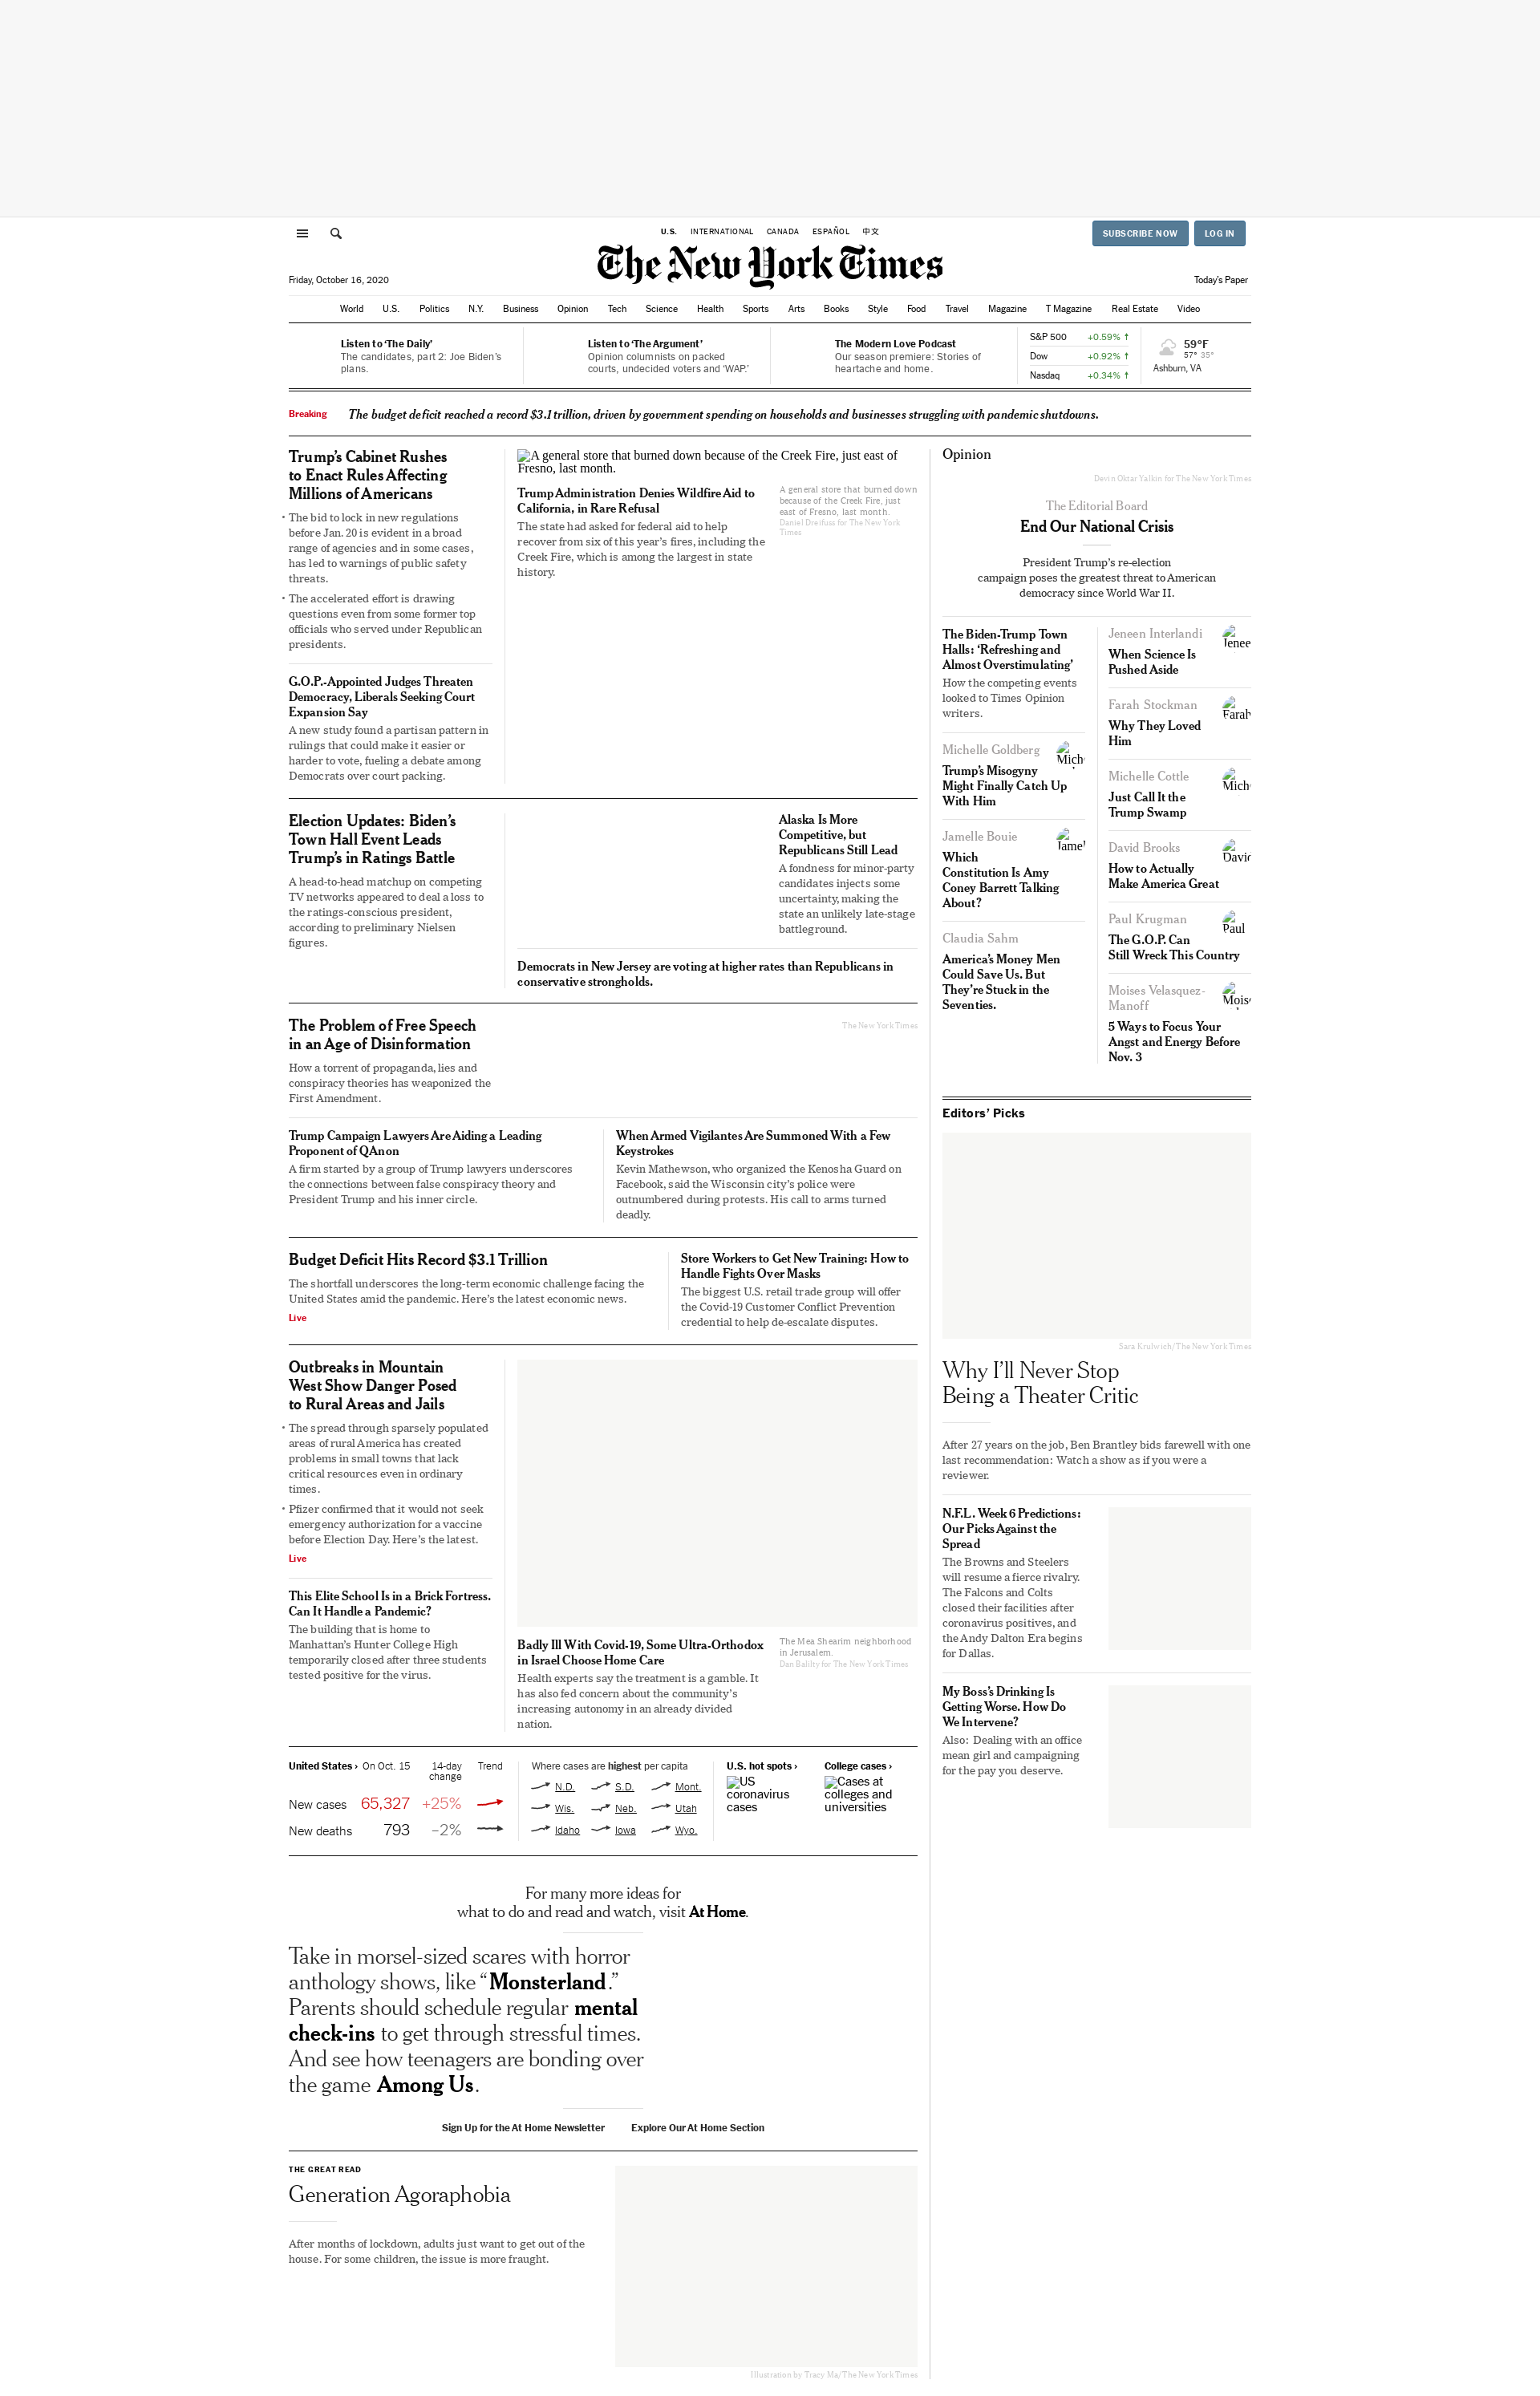 U.S. INTERNATIONAL CANADA ESPAÑOL 中文
SUBSCRIBE NOW LOG IN
The New York Times
Friday, October 16, 2020
Today's Paper
World U.S. Politics N.Y. Business Opinion Tech Science Health Sports Arts Books Style Food Travel Magazine T Magazine Real Estate Video
Listen to ‘The Daily’
The candidates, part 2: Joe Biden’s
plans.
Listen to ‘The Argument’
Opinion columnists on packed
courts, undecided voters and ‘WAP.’
The Modern Love Podcast
Our season premiere: Stories of
heartache and home.
S&P 500 +0.59%
Dow +0.92%
Nasdaq +0.34%
59°F
57° 35°
Ashburn, VA
Breaking
The budget deficit reached a record $3.1 trillion, driven by government spending on households and businesses struggling with pandemic shutdowns.
Trump’s Cabinet Rushes
to Enact Rules Affecting
Millions of Americans
• The bid to lock in new regulations
before Jan. 20 is evident in a broad
range of agencies and in some cases,
has led to warnings of public safety
threats.
• The accelerated effort is drawing
questions even from some former top
officials who served under Republican
presidents.
G.O.P.-Appointed Judges Threaten
Democracy, Liberals Seeking Court
Expansion Say
A new study found a partisan pattern in
rulings that could make it easier or
harder to vote, fueling a debate among
Democrats over court packing.
A general store that burned down because of the Creek Fire, just east of
Fresno, last month.
Trump Administration Denies Wildfire Aid to
California, in Rare Refusal
The state had asked for federal aid to help
recover from six of this year’s fires, including the
Creek Fire, which is among the largest in state
history.
A general store that burned down
because of the Creek Fire, just
east of Fresno, last month.
Daniel Dreifuss for The New York
Times
Election Updates: Biden’s
Town Hall Event Leads
Trump’s in Ratings Battle
A head-to-head matchup on competing
TV networks appeared to deal a loss to
the ratings-conscious president,
according to preliminary Nielsen
figures.
Alaska Is More
Competitive, but
Republicans Still Lead
A fondness for minor-party
candidates injects some
uncertainty, making the
state an unlikely late-stage
battleground.
Democrats in New Jersey are voting at higher rates than Republicans in
conservative strongholds.
The Problem of Free Speech
in an Age of Disinformation
How a torrent of propaganda, lies and
conspiracy theories has weaponized the
First Amendment.
The New York Times
Trump Campaign Lawyers Are Aiding a Leading
Proponent of QAnon
A firm started by a group of Trump lawyers underscores
the connections between false conspiracy theory and
President Trump and his inner circle.
When Armed Vigilantes Are Summoned With a Few
Keystrokes
Kevin Mathewson, who organized the Kenosha Guard on
Facebook, said the Wisconsin city’s police were
outnumbered during protests. His call to arms turned
deadly.
Budget Deficit Hits Record $3.1 Trillion
The shortfall underscores the long-term economic challenge facing the
United States amid the pandemic. Here’s the latest economic news.
Live
Store Workers to Get New Training: How to
Handle Fights Over Masks
The biggest U.S. retail trade group will offer
the Covid-19 Customer Conflict Prevention
credential to help de-escalate disputes.
Outbreaks in Mountain
West Show Danger Posed
to Rural Areas and Jails
• The spread through sparsely populated
areas of rural America has created
problems in small towns that lack
critical resources even in ordinary
times.
• Pfizer confirmed that it would not seek
emergency authorization for a vaccine
before Election Day. Here’s the latest.
Live
This Elite School Is in a Brick Fortress.
Can It Handle a Pandemic?
The building that is home to
Manhattan’s Hunter College High
temporarily closed after three students
tested positive for the virus.
Badly Ill With Covid-19, Some Ultra-Orthodox
in Israel Choose Home Care
Health experts say the treatment is a gamble. It
has also fed concern about the community’s
increasing autonomy in an already divided
nation.
The Mea Shearim neighborhood
in Jerusalem.
Dan Balilty for The New York Times
United States › On Oct. 15 14-day change Trend
New cases 65,327 +25%
New deaths 793 –2%
Where cases are highest per capita
N.D. S.D. Mont.
Wis. Neb. Utah
Idaho Iowa Wyo.
U.S. hot spots ›
US
coronavirus
cases
College cases ›
Cases at
colleges and
universities
For many more ideas for
what to do and read and watch, visit At Home.
Take in morsel-sized scares with horror
anthology shows, like “Monsterland.”
Parents should schedule regular mental
check-ins to get through stressful times.
And see how teenagers are bonding over
the game Among Us.
Sign Up for the At Home Newsletter Explore Our At Home Section
THE GREAT READ
Generation Agoraphobia
After months of lockdown, adults just want to get out of the
house. For some children, the issue is more fraught.
Illustration by Tracy Ma/The New York Times
Opinion
Devin Oktar Yalkin for The New York Times
The Editorial Board
End Our National Crisis
President Trump’s re-election
campaign poses the greatest threat to American
democracy since World War II.
The Biden-Trump Town
Halls: ‘Refreshing and
Almost Overstimulating’
How the competing events
looked to Times Opinion
writers.
Michelle Goldberg
Trump’s Misogyny
Might Finally Catch Up
With Him
Jamelle Bouie
Which
Constitution Is Amy
Coney Barrett Talking
About?
Claudia Sahm
America’s Money Men
Could Save Us. But
They’re Stuck in the
Seventies.
Jeneen Interlandi
When Science Is
Pushed Aside
Farah Stockman
Why They Loved
Him
Michelle Cottle
Just Call It the
Trump Swamp
David Brooks
How to Actually
Make America Great
Paul Krugman
Paul
The G.O.P. Can
Still Wreck This Country
Moises Velasquez-
Manoff
5 Ways to Focus Your
Angst and Energy Before
Nov. 3
Editors’ Picks
Sara Krulwich/The New York Times
Why I’ll Never Stop
Being a Theater Critic
After 27 years on the job, Ben Brantley bids farewell with one
last recommendation: Watch a show as if you were a
reviewer.
N.F.L. Week 6 Predictions:
Our Picks Against the
Spread
The Browns and Steelers
will resume a fierce rivalry.
The Falcons and Colts
closed their facilities after
coronavirus positives, and
the Andy Dalton Era begins
for Dallas.
My Boss’s Drinking Is
Getting Worse. How Do
We Intervene?
Also: Dealing with an office
mean girl and campaigning
for the pay you deserve.